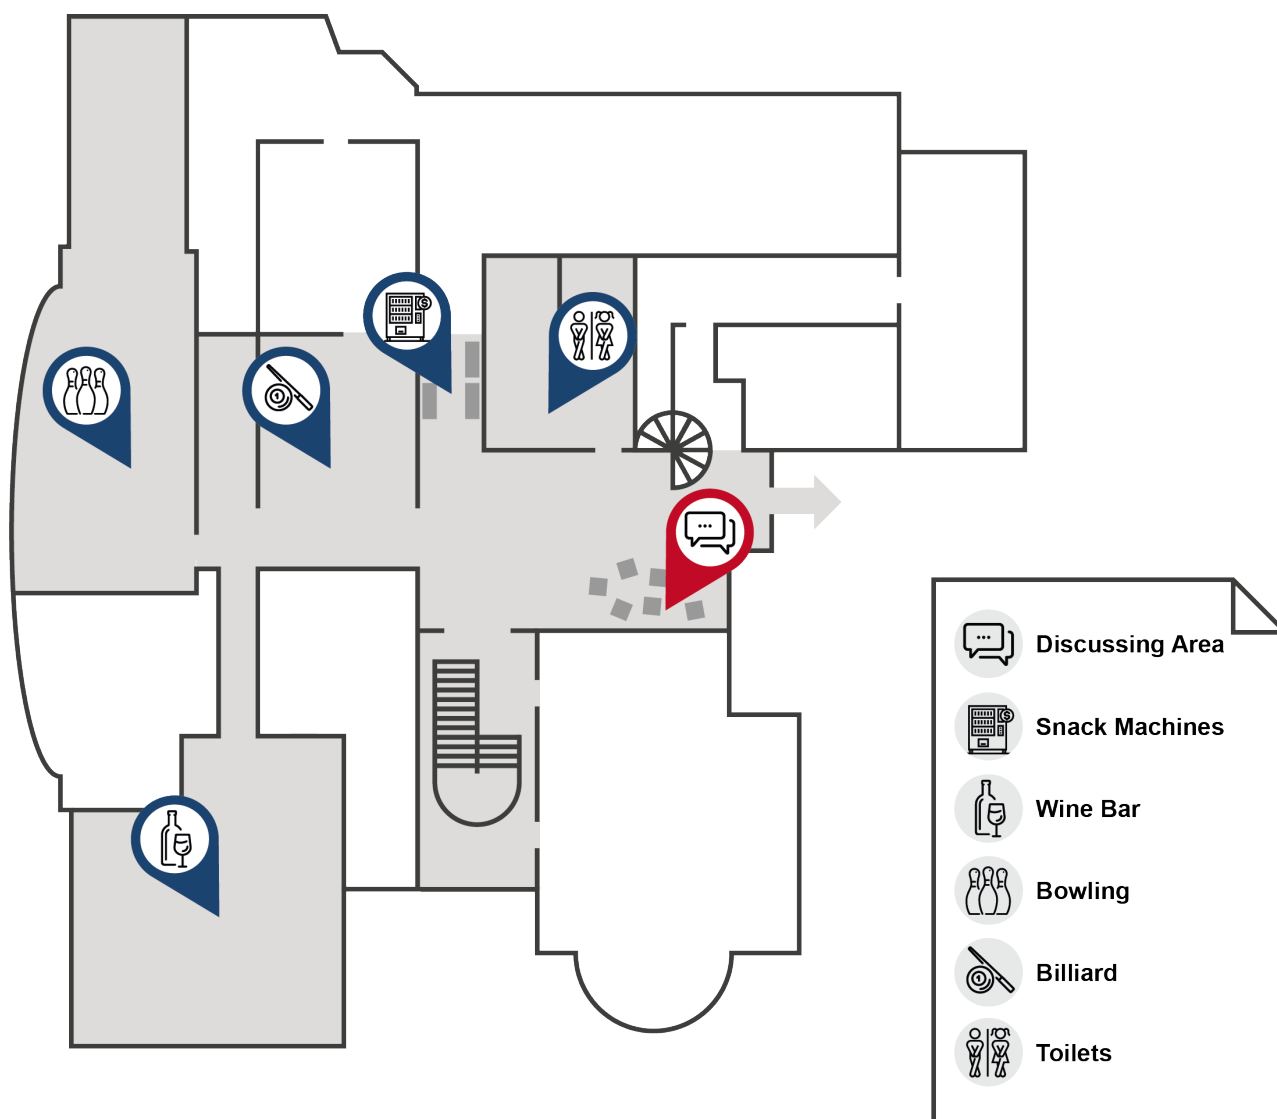 Discussing Area
Snack Machines
Wine Bar
Bowling
Billiard
Toilets